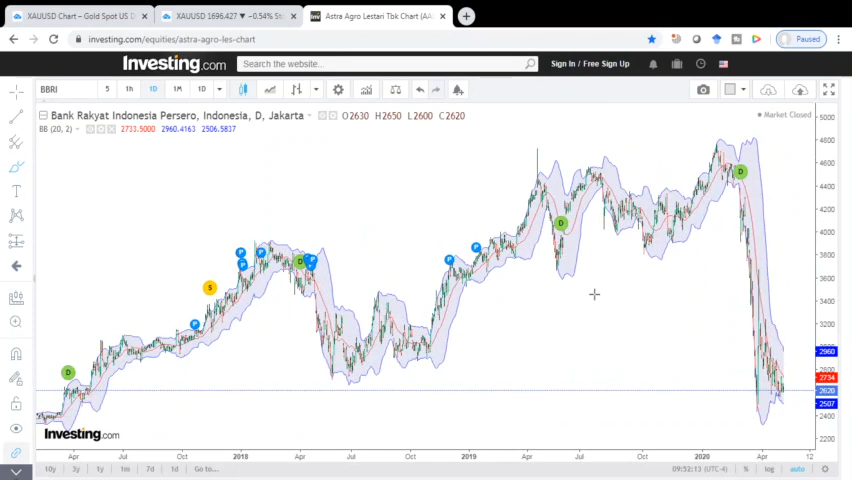 XAUUSD Chart – Gold Spot US D
XAUUSD 1696.427 ▼ −0.54% Sta
Astra Agro Lestari Tbk Chart (AA
investing.com/equities/astra-agro-les-chart
Paused
Investing.com
Search the website...
Sign In / Free Sign Up
BBRI 5 1h 1D 1M 1D
Bank Rakyat Indonesia Persero, Indonesia, D, Jakarta O2630 H2650 L2600 C2620
Market Closed
BB (20, 2) 2733.5000 2960.4163 2506.5837
5000
4600
4400
4200
4000
3800
3600
3400
3200
2960
2800
2734
2620
2507
2400
2200
D
P
P
P
P
S
P
D
P
P
P
P
P
D
D
Investing.com
Apr Jul Oct 2018 Apr Jul Oct 2019 Apr Jul Oct 2020 Apr 12
10y 3y 1y 1m 7d 1d Go to... 09:52:13 (UTC-4) % log auto